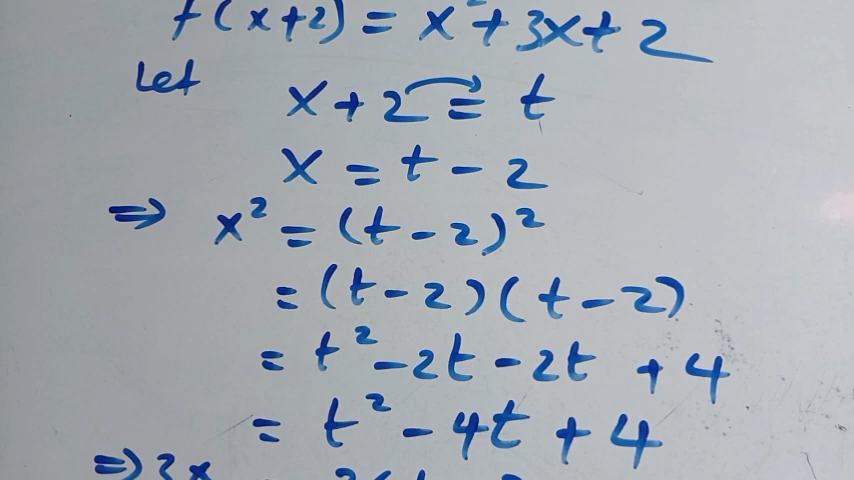 f(x+2) = x²+3x+2
Let
x+2 = t
x = t - 2
⇒ x² = (t-2)²
= (t-2)(t-2)
= t² -2t -2t +4
= t² -4t +4
⇒ 3x =